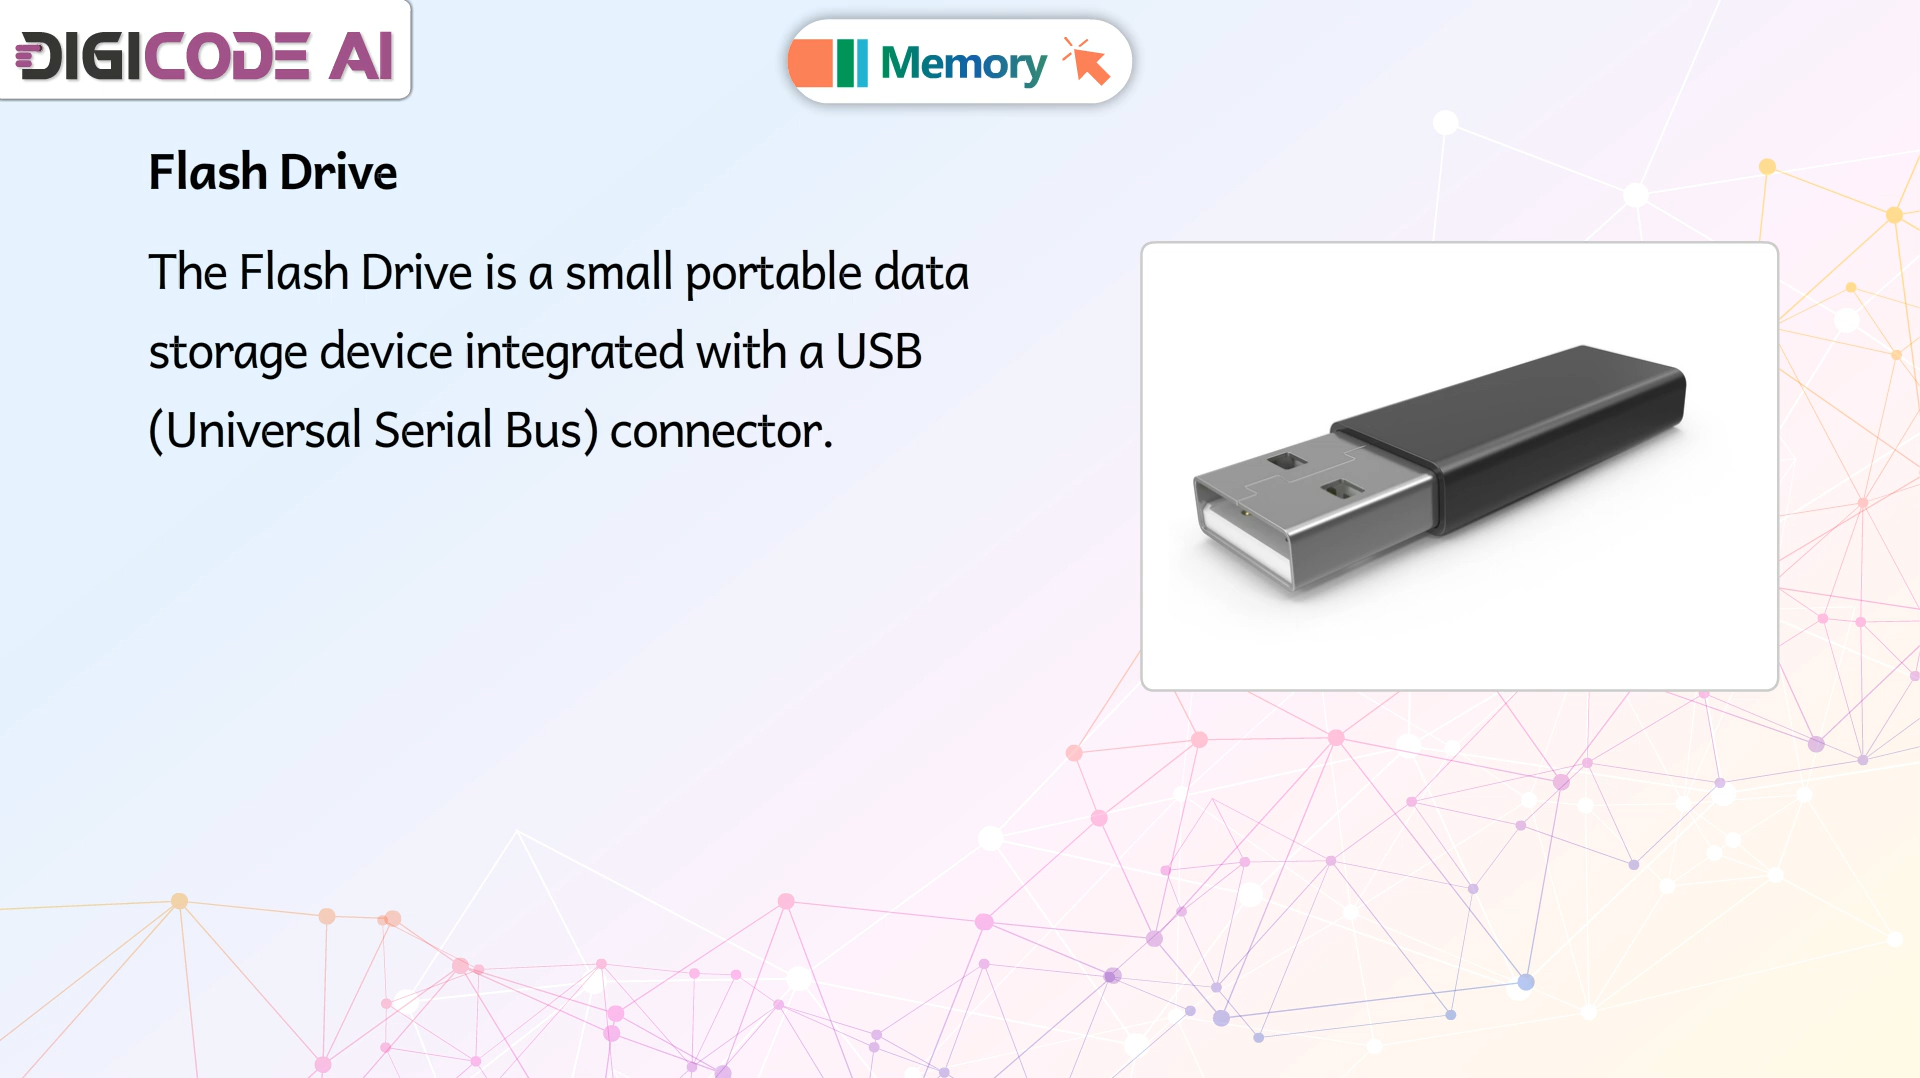 DIGICODE AI
Memory
Flash Drive
The Flash Drive is a small portable data
storage device integrated with a USB
(Universal Serial Bus) connector.